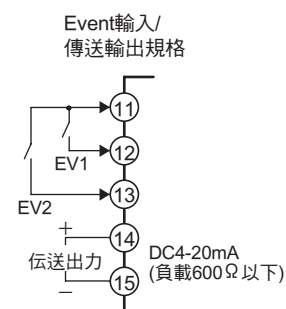 Event輸入/
傳送輸出規格
11
EV1
12
13
EV2
+
14
伝送出力
DC4-20mA
(負載600Ω以下)
15
−